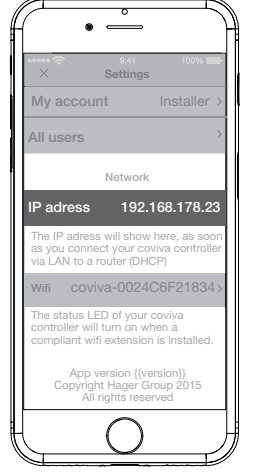 9:41 100%
× Settings
My account Installer >
All users >
Network
IP adress 192.168.178.23
The IP adress will show here, as soon
as you connect your coviva controller
via LAN to a router (DHCP)
Wifi coviva-0024C6F21834 >
The status LED of your coviva
controller will turn on when a
compliant wifi extension is installed.
App version {{version}}
Copyright Hager Group 2015
All rights reserved